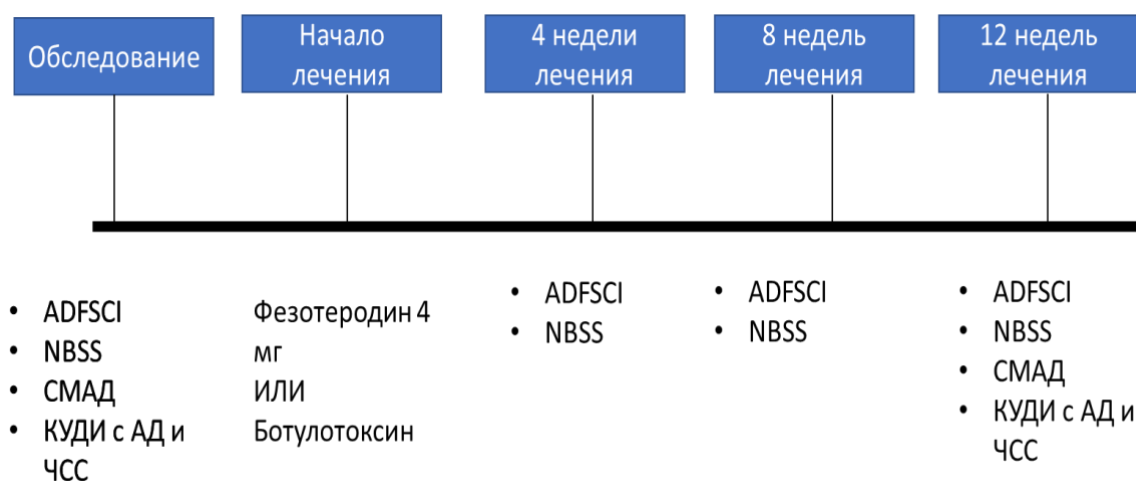 Обследование
Начало
лечения
4 недели
лечения
8 недель
лечения
12 недель
лечения
• ADFSCI
• NBSS
• СМАД
• КУДИ с АД и
ЧСС
Фезотеродин 4
мг
ИЛИ
Ботулотоксин
• ADFSCI
• NBSS
• ADFSCI
• NBSS
• ADFSCI
• NBSS
• СМАД
• КУДИ с АД и
ЧСС